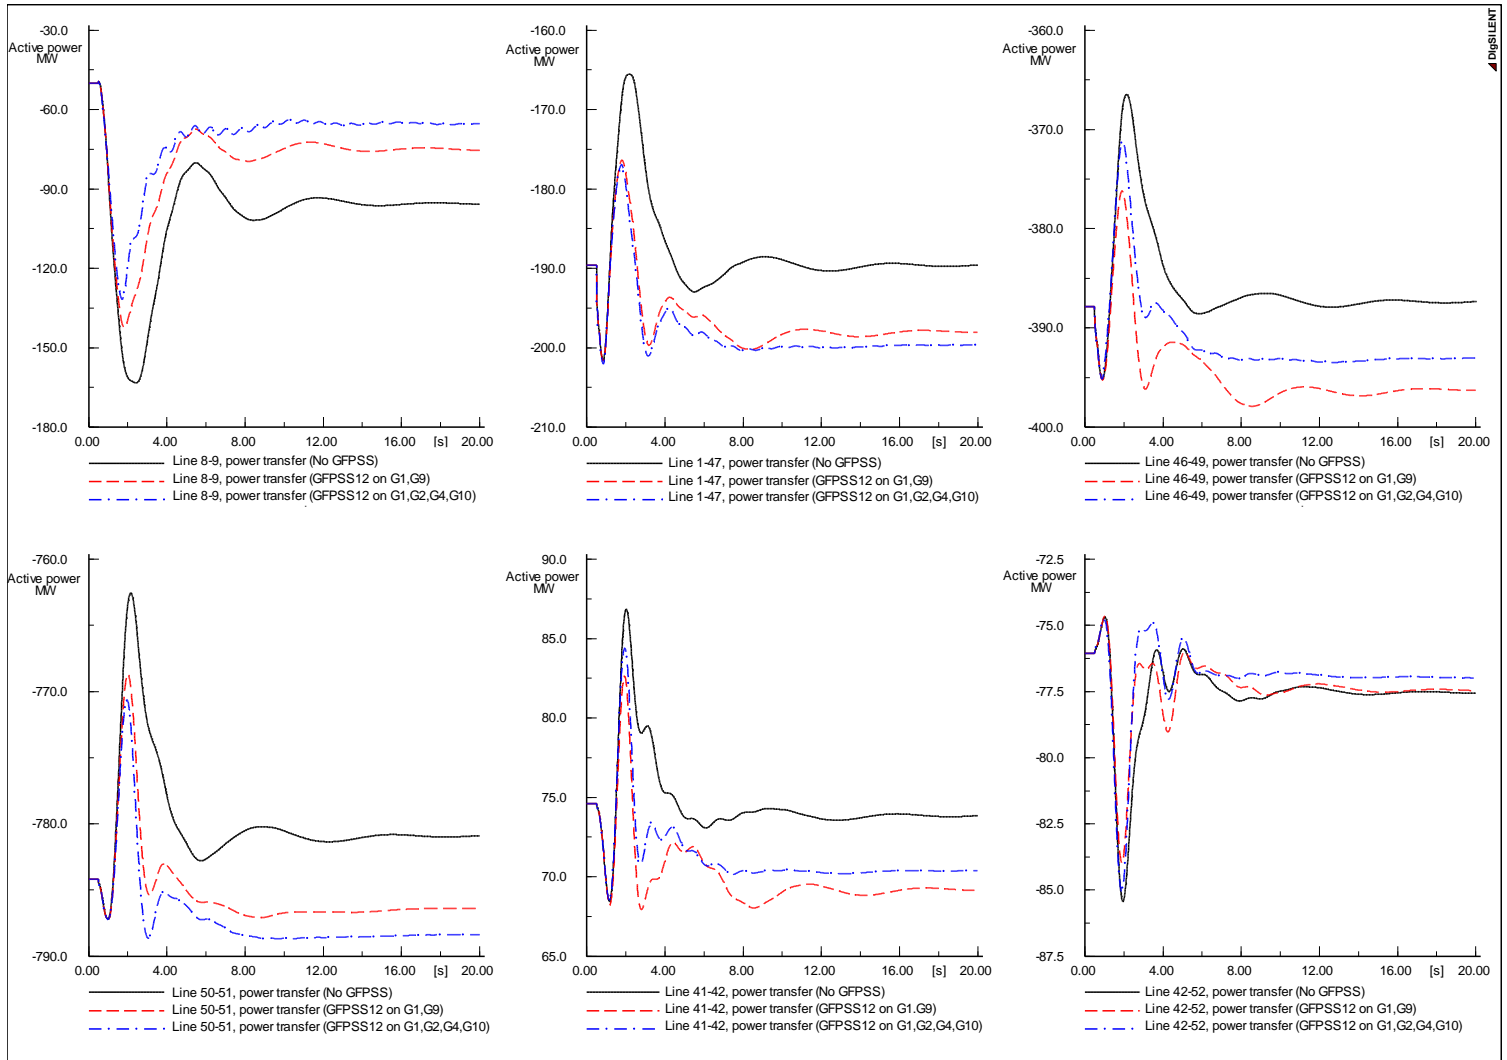 DIgSILENT
-30.0
Active power
MW
-60.0
-90.0
-120.0
-150.0
-180.0
0.00 4.00 8.00 12.00 16.00 [s] 20.00
Line 8-9, power transfer (No GFPSS)
Line 8-9, power transfer (GFPSS12 on G1,G9)
Line 8-9, power transfer (GFPSS12 on G1,G2,G4,G10)
-160.0
Active power
MW
-170.0
-180.0
-190.0
-200.0
-210.0
0.00 4.00 8.00 12.00 16.00 [s] 20.00
Line 1-47, power transfer (No GFPSS)
Line 1-47, power transfer (GFPSS12 on G1,G9)
Line 1-47, power transfer (GFPSS12 on G1,G2,G4,G10)
-360.0
Active power
MW
-370.0
-380.0
-390.0
-400.0
0.00 4.00 8.00 12.00 16.00 [s] 20.00
Line 46-49, power transfer (No GFPSS)
Line 46-49, power transfer (GFPSS12 on G1,G9)
Line 46-49, power transfer (GFPSS12 on G1,G2,G4,G10)
-760.0
Active power
MW
-770.0
-780.0
-790.0
0.00 4.00 8.00 12.00 16.00 [s] 20.00
Line 50-51, power transfer (No GFPSS)
Line 50-51, power transfer (GFPSS12 on G1,G9)
Line 50-51, power transfer (GFPSS12 on G1,G2,G4,G10)
90.0
Active power
MW
85.0
80.0
75.0
70.0
65.0
0.00 4.00 8.00 12.00 16.00 [s] 20.00
Line 41-42, power transfer (No GFPSS)
Line 41-42, power transfer (GFPSS12 on G1,G9)
Line 41-42, power transfer (GFPSS12 on G1,G2,G4,G10)
-72.5
Active power
MW
-75.0
-77.5
-80.0
-82.5
-85.0
-87.5
0.00 4.00 8.00 12.00 16.00 [s] 20.00
Line 42-52, power transfer (No GFPSS)
Line 42-52, power transfer (GFPSS12 on G1,G9)
Line 42-52, power transfer (GFPSS12 on G1,G2,G4,G10)